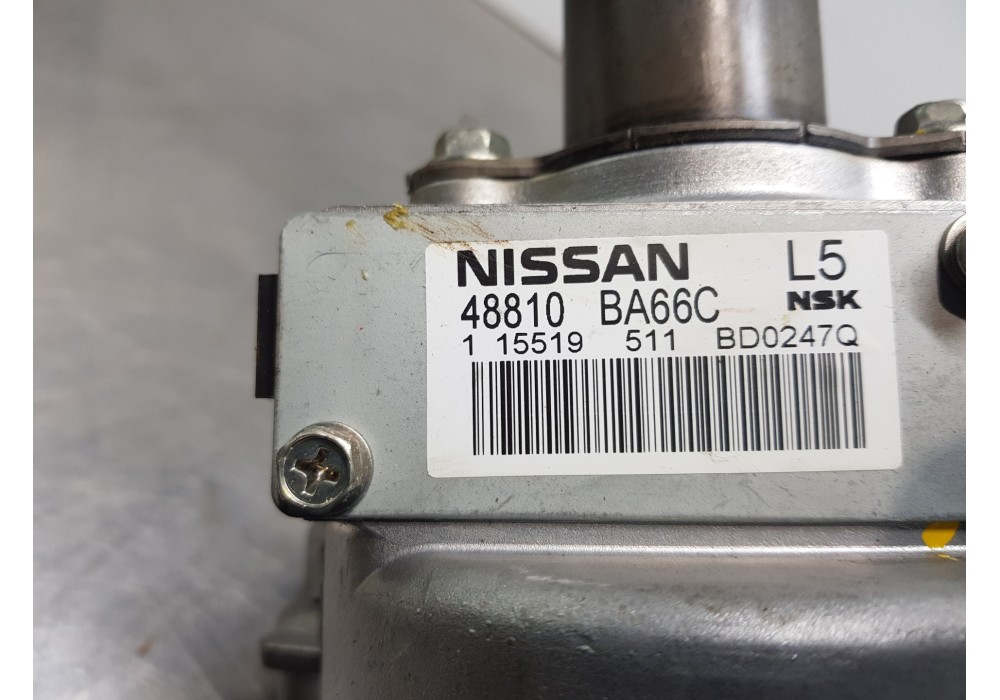 NISSAN L5
48810 BA66C NSK
1 15519 511 BD0247Q